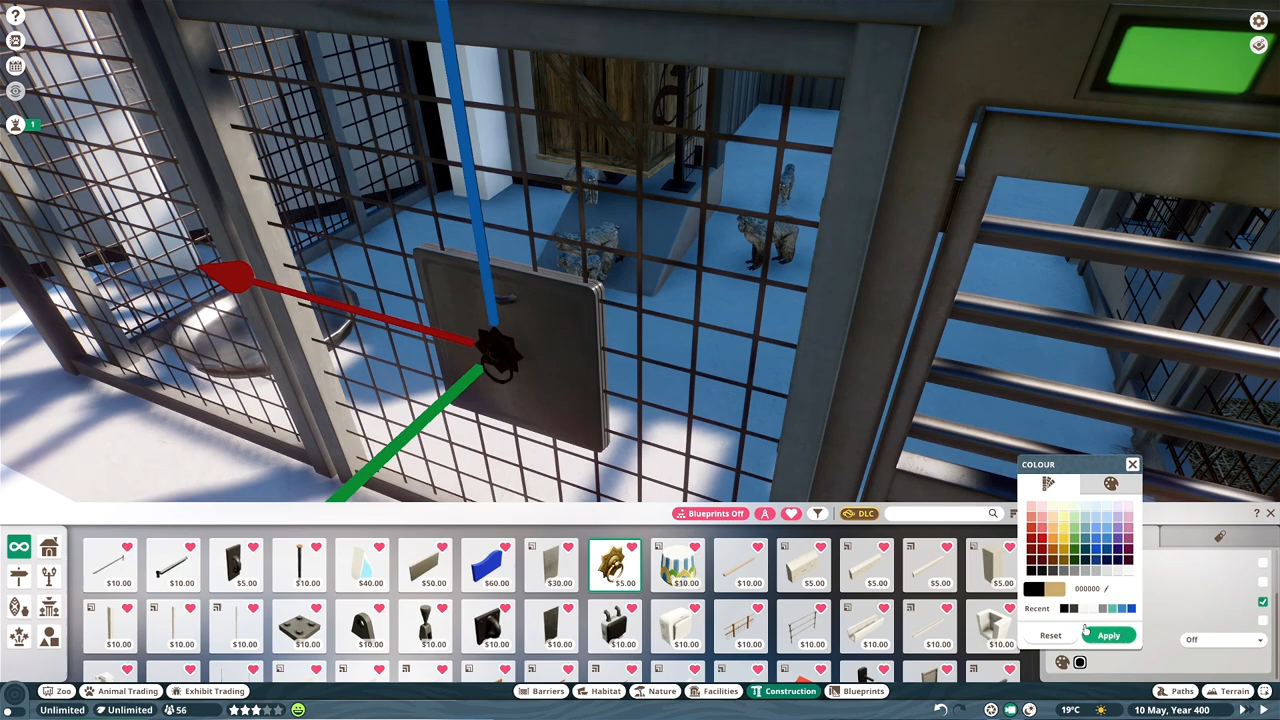 ?
1
COLOUR
Blueprints Off
A
DLC
? ×
$10.00 $10.00 $5.00 $10.00 $40.00 $50.00 $60.00 $30.00 $5.00 $10.00 $10.00 $5.00 $5.00 $5.00 $5.00
000000 /
Recent
$10.00 $10.00 $10.00 $10.00 $10.00 $10.00 $10.00 $10.00 $10.00 $10.00 $10.00 $10.00 $10.00 $10.00 $10.00
Reset Apply
Off
Zoo Animal Trading Exhibit Trading Barriers Habitat Nature Facilities Construction Blueprints Paths Terrain
Unlimited Unlimited 56 19°C 10 May, Year 400